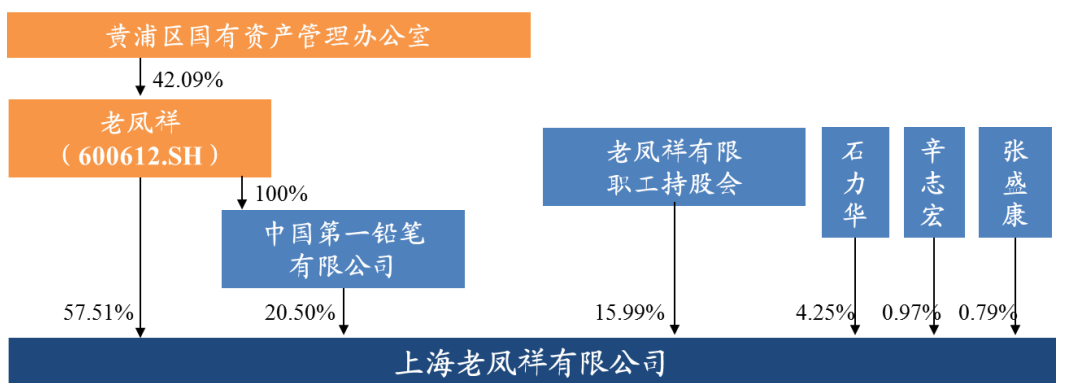 黄浦区国有资产管理办公室
42.09%
老凤祥
（600612.SH）
100%
中国第一铅笔
有限公司
老凤祥有限
职工持股会
石力华
辛志宏
张盛康
57.51%
20.50%
15.99%
4.25%
0.97%
0.79%
上海老凤祥有限公司